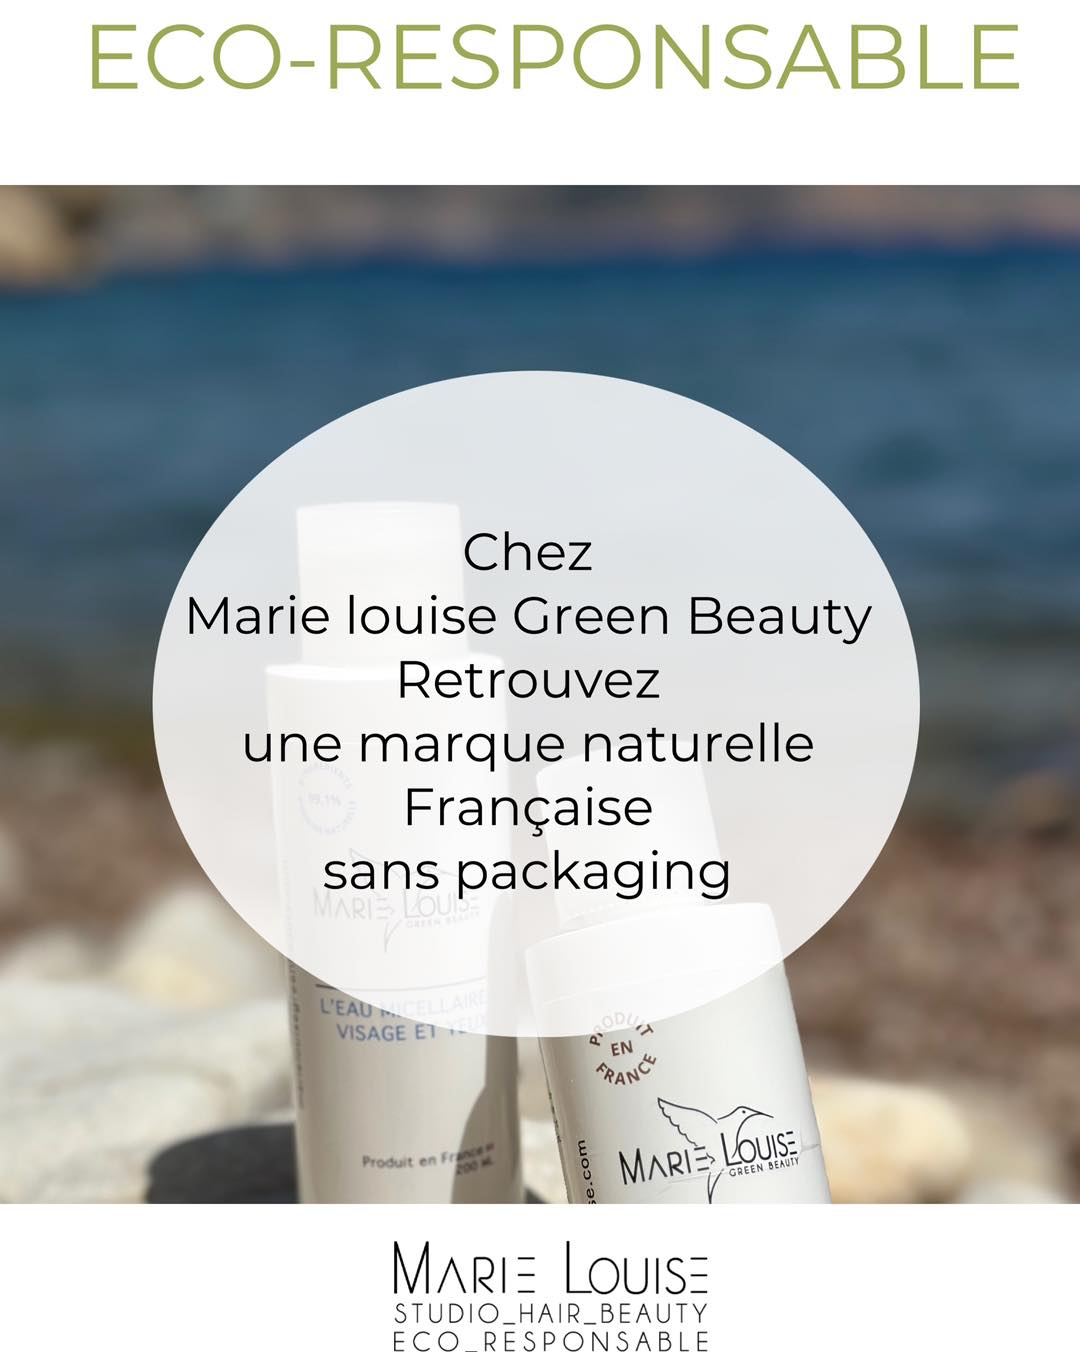 ECO-RESPONSABLE
Chez
Marie louise Green Beauty
Retrouvez
une marque naturelle
Française
sans packaging
99,1%
MARIE LOUISE
GREEN BEAUTY
L'EAU MICELLAIRE
VISAGE ET YEUX
Produit en France
200 ML
PRODUIT
EN
FRANCE
MARIE LOUISE
GREEN BEAUTY
se.com
MARIE LOUISE
STUDIO_HAIR_BEAUTY
ECO_RESPONSABLE